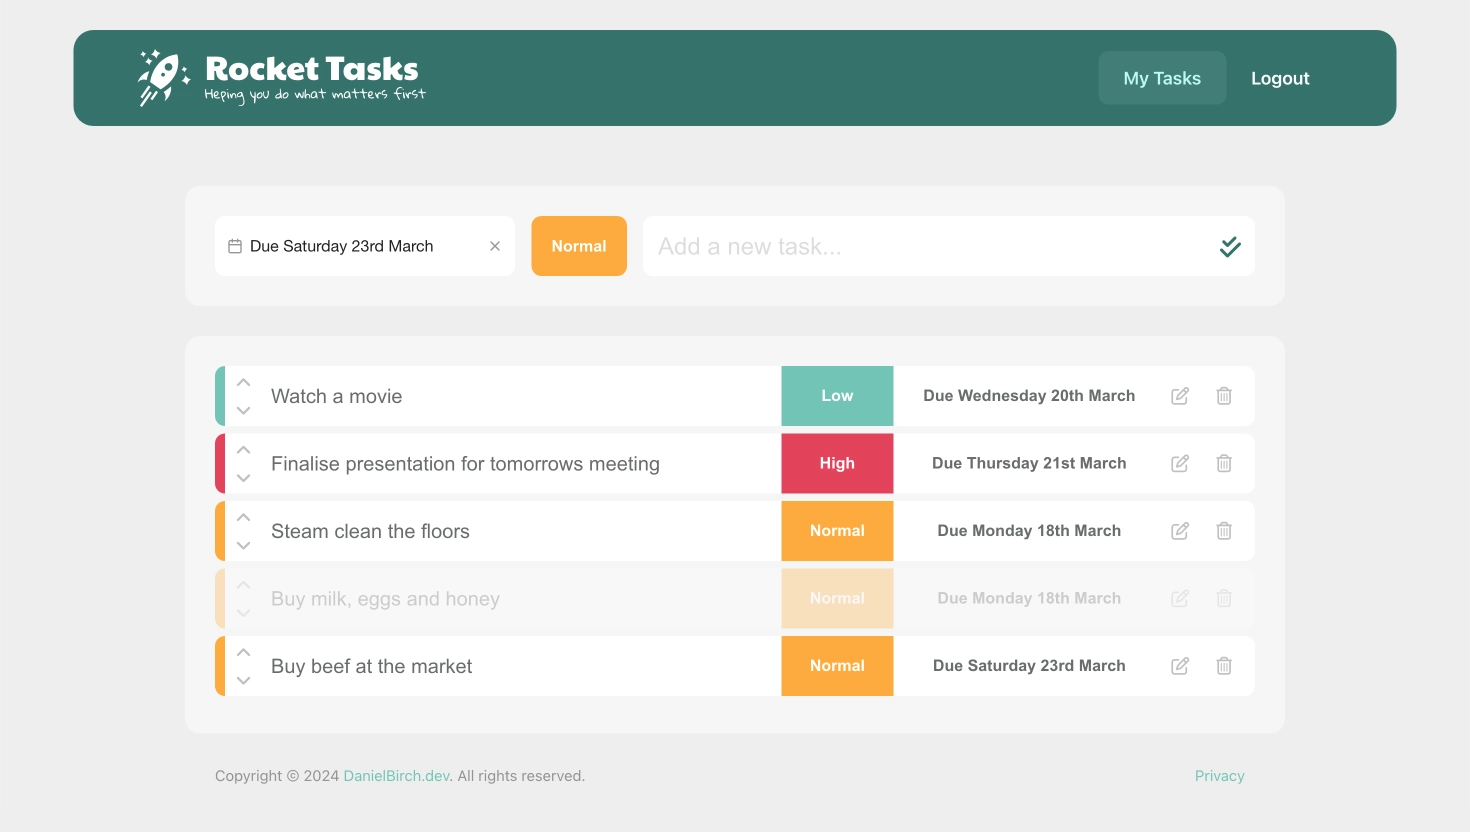 Rocket Tasks
Heping you do what matters first
My Tasks
Logout
Due Saturday 23rd March
Normal
Add a new task...
Watch a movie
Low
Due Wednesday 20th March
Finalise presentation for tomorrows meeting
High
Due Thursday 21st March
Steam clean the floors
Normal
Due Monday 18th March
Buy milk, eggs and honey
Normal
Due Monday 18th March
Buy beef at the market
Normal
Due Saturday 23rd March
Copyright © 2024 DanielBirch.dev. All rights reserved.
Privacy